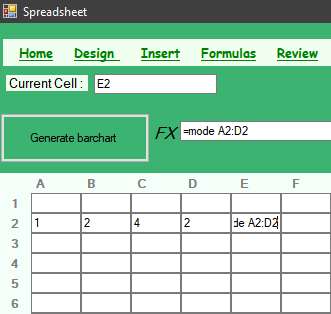 Spreadsheet
Home Design Insert Formulas Review
Current Cell : E2
Generate barchart FX =mode A2:D2
A B C D E F
1
2 1 2 4 2 de A2:D2
3
4
5
6